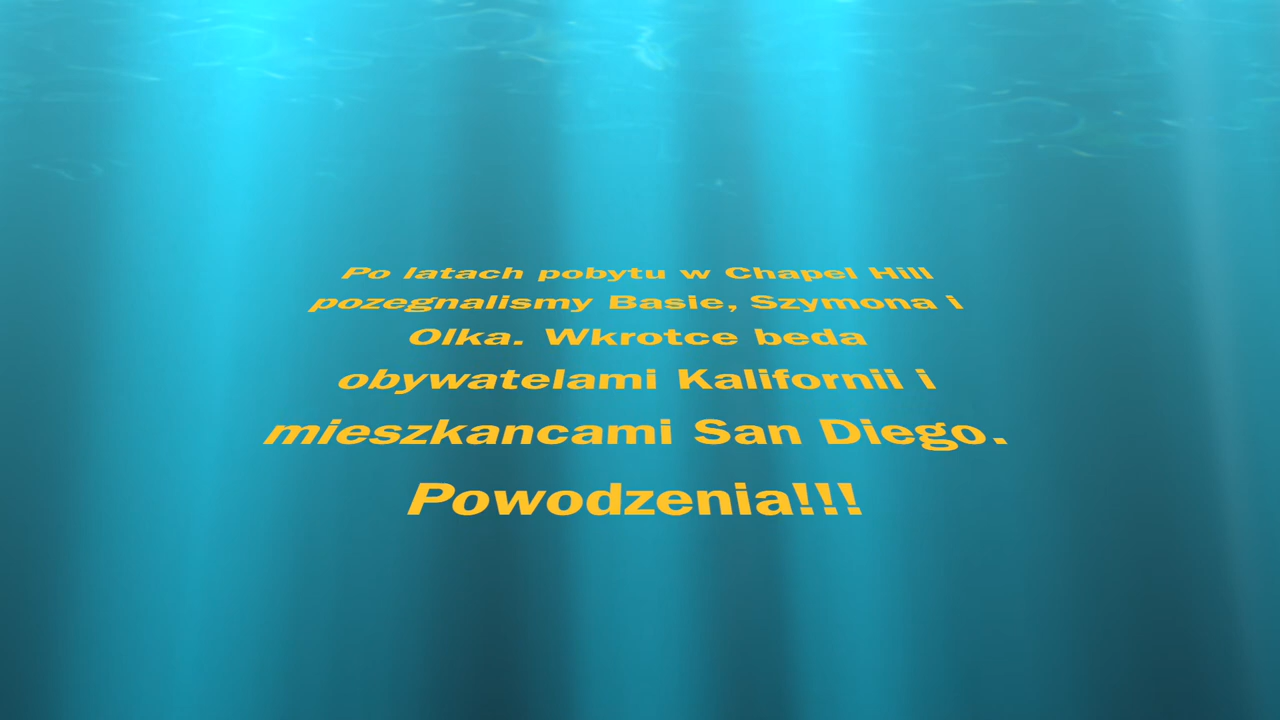 Po latach pobytu w Chapel Hill
pozegnalismy Basie, Szymona i
Olka. Wkrotce beda
obywatelami Kalifornii i
mieszkancami San Diego.
Powodzenia!!!